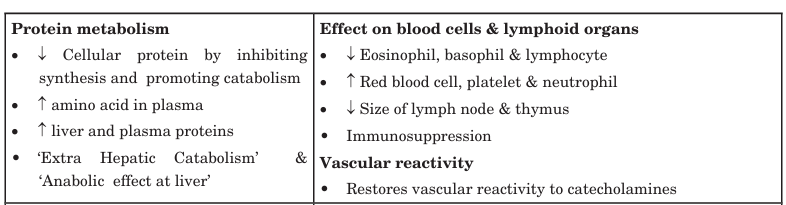 Protein metabolism
• ↓ Cellular protein by inhibiting
synthesis and promoting catabolism
• ↑ amino acid in plasma
• ↑ liver and plasma proteins
• ‘Extra Hepatic Catabolism’ &
‘Anabolic effect at liver’
Effect on blood cells & lymphoid organs
• ↓ Eosinophil, basophil & lymphocyte
• ↑ Red blood cell, platelet & neutrophil
• ↓ Size of lymph node & thymus
• Immunosuppression
Vascular reactivity
• Restores vascular reactivity to catecholamines